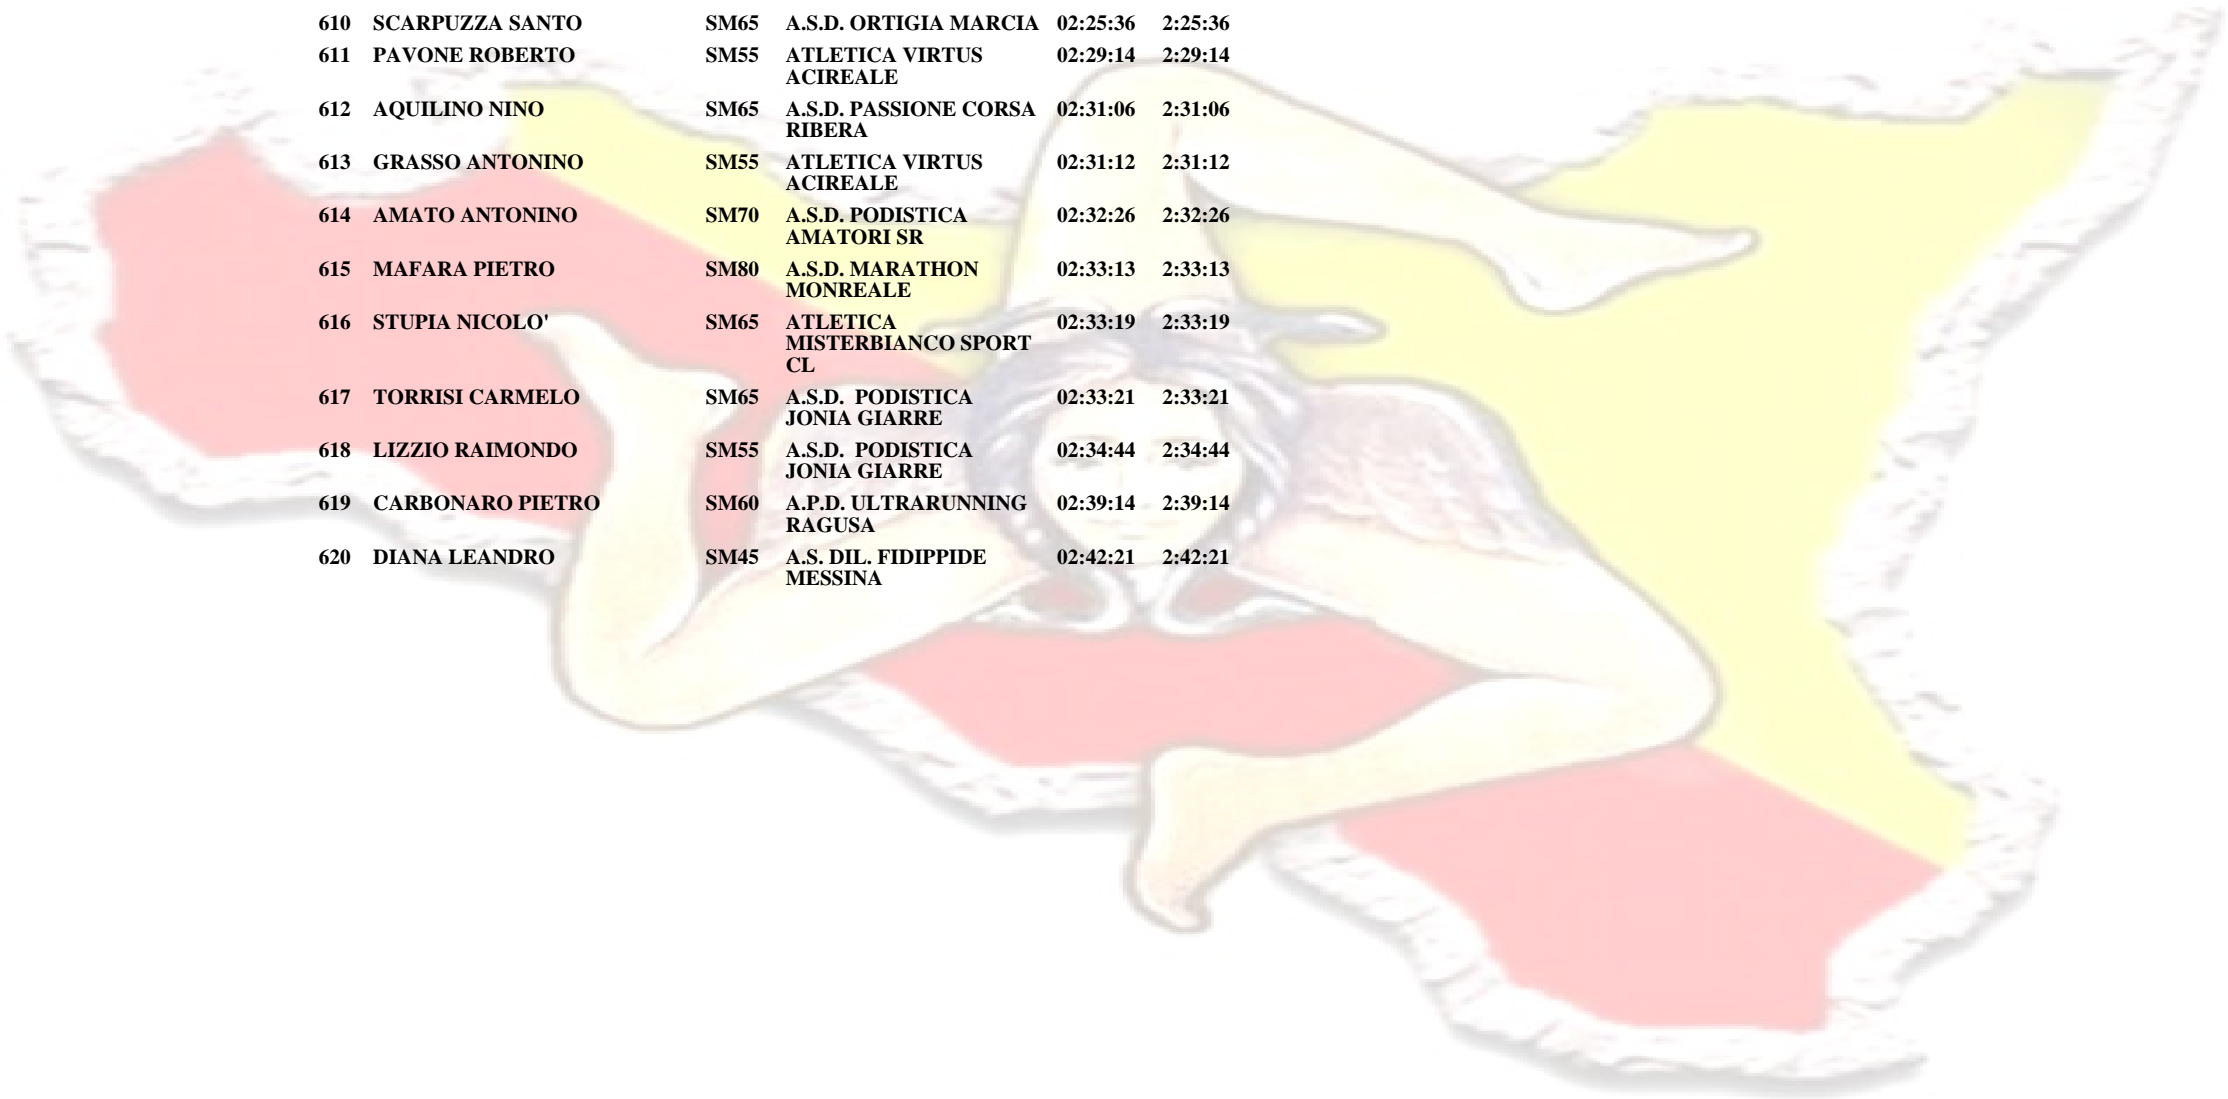 610 SCARPUZZA SANTO SM65 A.S.D. ORTIGIA MARCIA 02:25:36 2:25:36
611 PAVONE ROBERTO SM55 ATLETICA VIRTUS 02:29:14 2:29:14
ACIREALE
612 AQUILINO NINO SM65 A.S.D. PASSIONE CORSA 02:31:06 2:31:06
RIBERA
613 GRASSO ANTONINO SM55 ATLETICA VIRTUS 02:31:12 2:31:12
ACIREALE
614 AMATO ANTONINO SM70 A.S.D. PODISTICA 02:32:26 2:32:26
AMATORI SR
615 MAFARA PIETRO SM80 A.S.D. MARATHON 02:33:13 2:33:13
MONREALE
616 STUPIA NICOLO' SM65 ATLETICA 02:33:19 2:33:19
MISTERBIANCO SPORT
CL
617 TORRISI CARMELO SM65 A.S.D. PODISTICA 02:33:21 2:33:21
JONIA GIARRE
618 LIZZIO RAIMONDO SM55 A.S.D. PODISTICA 02:34:44 2:34:44
JONIA GIARRE
619 CARBONARO PIETRO SM60 A.P.D. ULTRARUNNING 02:39:14 2:39:14
RAGUSA
620 DIANA LEANDRO SM45 A.S. DIL. FIDIPPIDE 02:42:21 2:42:21
MESSINA